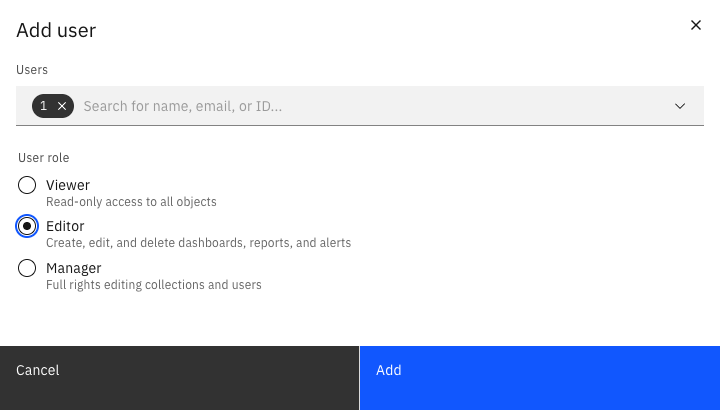 Add user
Users
1 Search for name, email, or ID...
User role
Viewer
Read-only access to all objects
Editor
Create, edit, and delete dashboards, reports, and alerts
Manager
Full rights editing collections and users
Cancel
Add